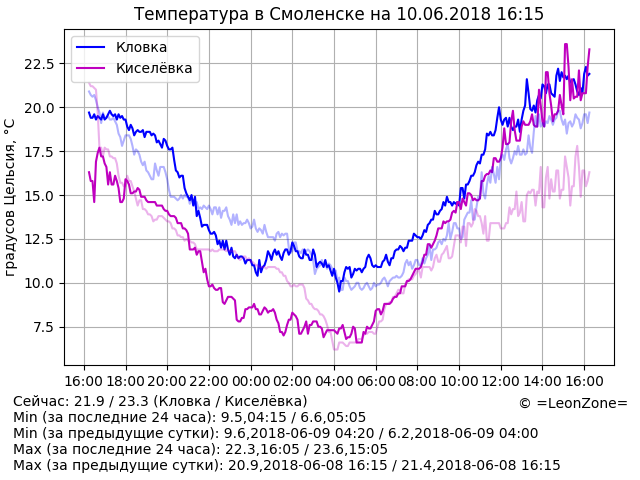 Температура в Смоленске на 10.06.2018 16:15
Кловка
Киселёвка
градусов Цельсия, °C
22.5
20.0
17.5
15.0
12.5
10.0
7.5
16:00 18:00 20:00 22:00 00:00 02:00 04:00 06:00 08:00 10:00 12:00 14:00 16:00
Сейчас: 21.9 / 23.3 (Кловка / Киселёвка)
© =LeonZone=
Min (за последние 24 часа): 9.5,04:15 / 6.6,05:05
Min (за предыдущие сутки): 9.6,2018-06-09 04:20 / 6.2,2018-06-09 04:00
Max (за последние 24 часа): 22.3,16:05 / 23.6,15:05
Max (за предыдущие сутки): 20.9,2018-06-08 16:15 / 21.4,2018-06-08 16:15